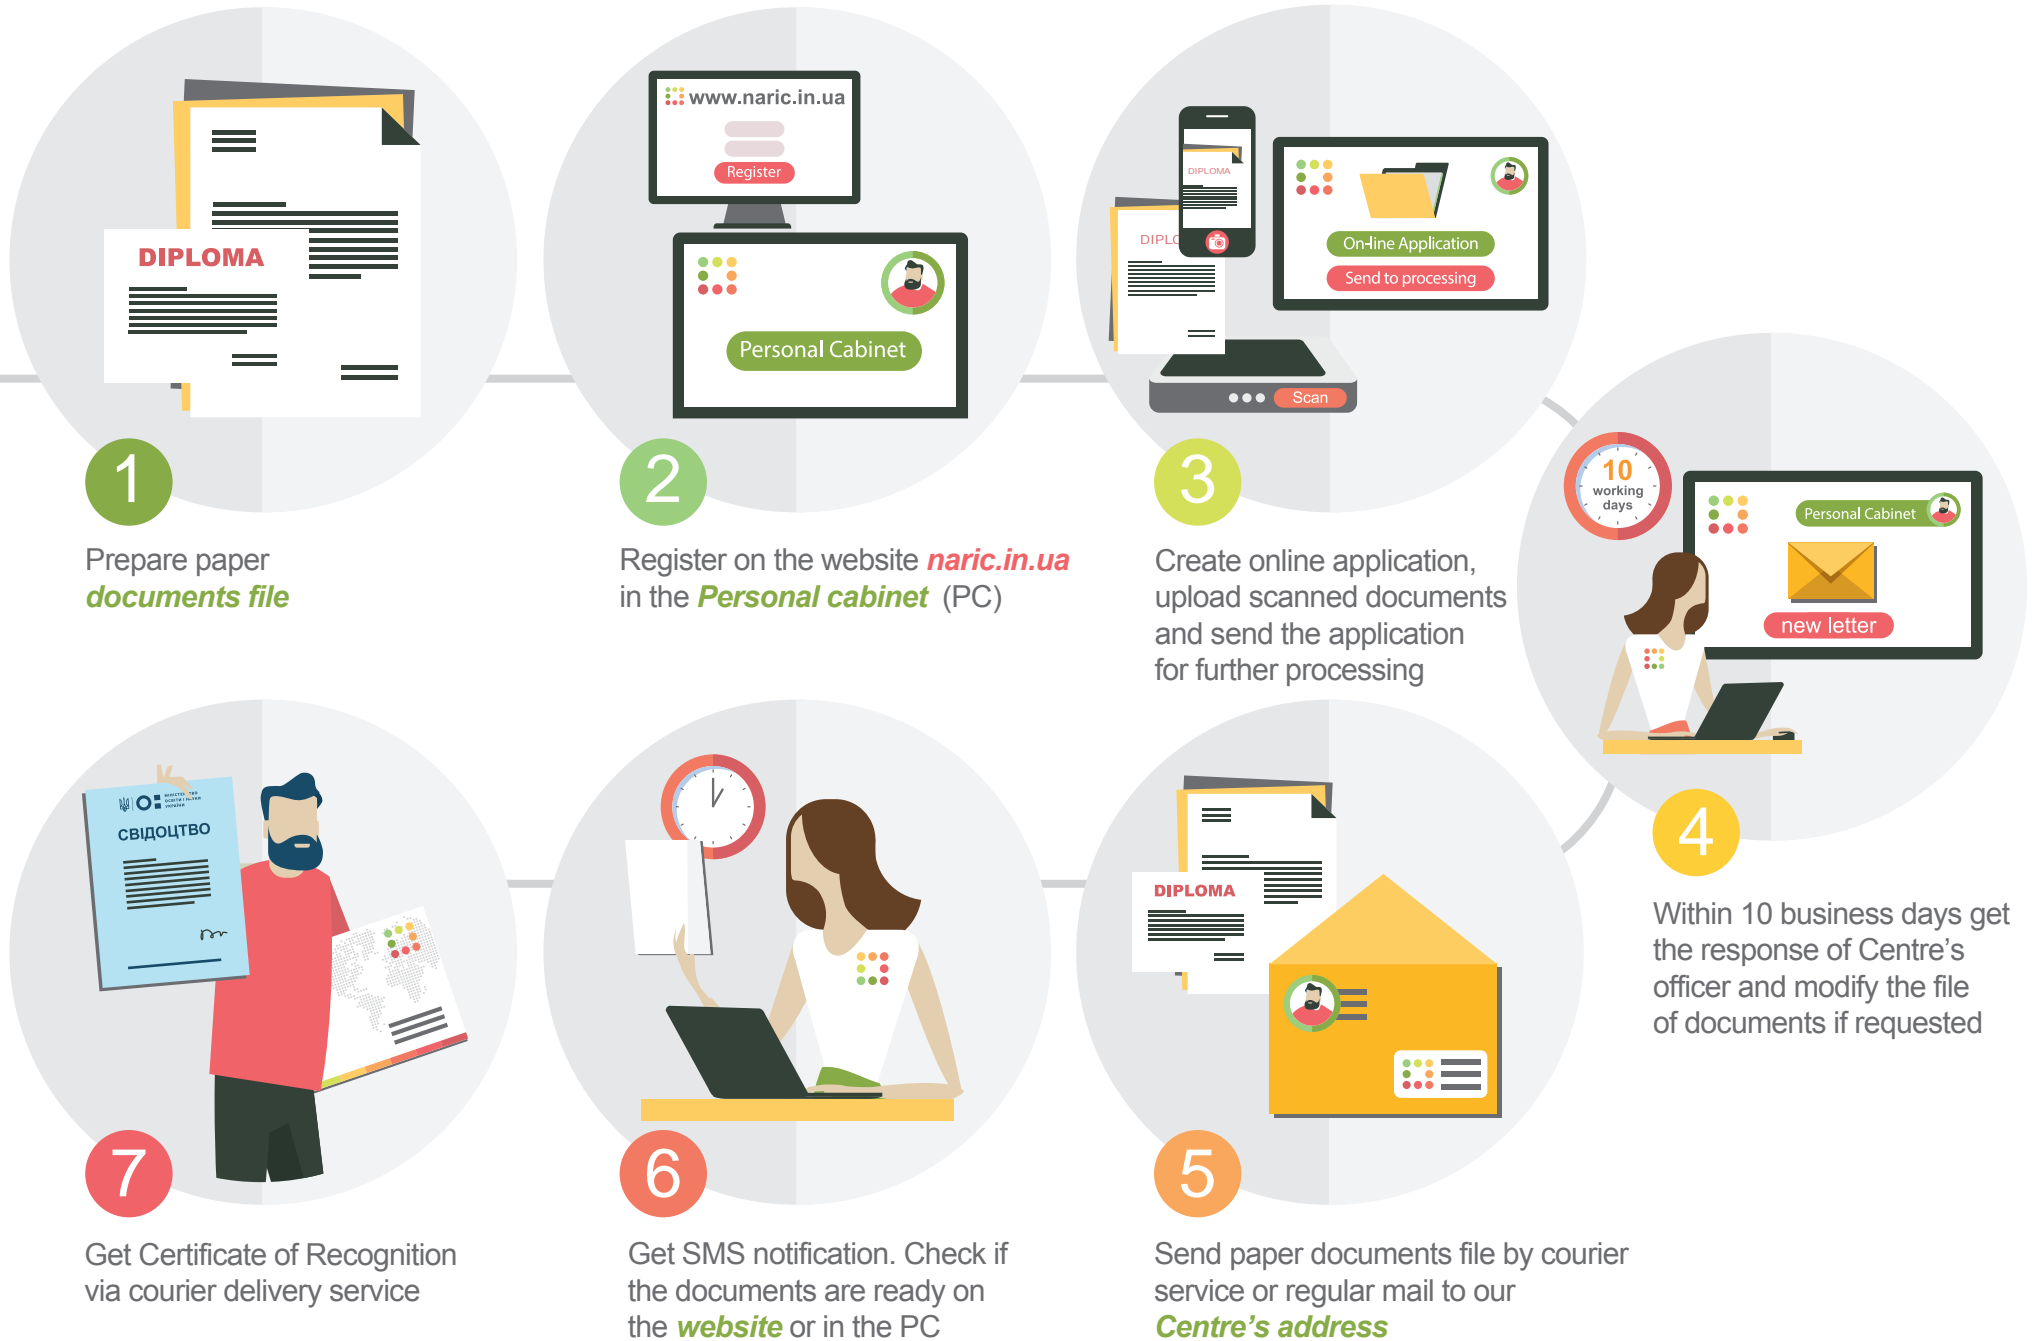 www.naric.in.ua
Register
Personal Cabinet
DIPLOMA
1
Prepare paper
documents file
2
Register on the website naric.in.ua
in the Personal cabinet (PC)
DIPLOMA
DIPLO
On-line Application
Send to processing
Scan
3
Create online application,
upload scanned documents
and send the application
for further processing
10
working
days
Personal Cabinet
new letter
4
Within 10 business days get
the response of Centre's
officer and modify the file
of documents if requested
DIPLOMA
5
Send paper documents file by courier
service or regular mail to our
Centre's address
6
Get SMS notification. Check if
the documents are ready on
the website or in the PC
МІНІСТЕРСТВО
ОСВІТИ І НАУКИ
УКРАЇНИ
СВІДОЦТВО
7
Get Certificate of Recognition
via courier delivery service